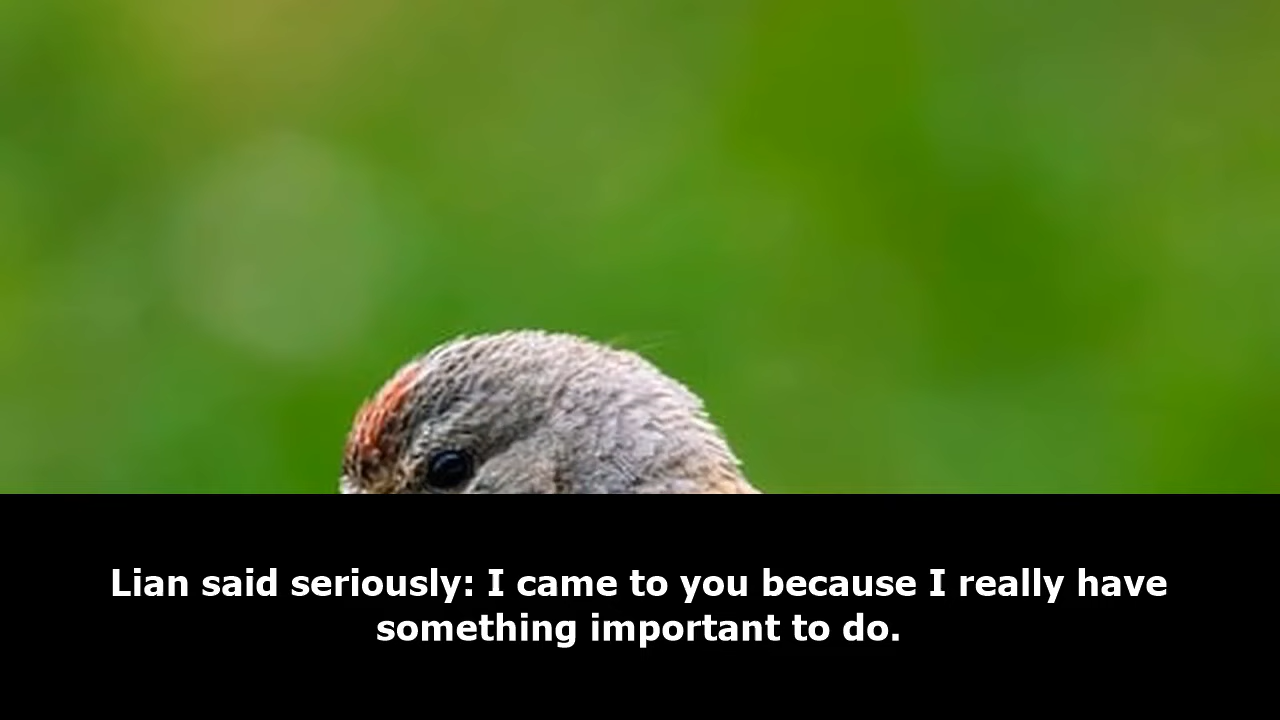 Lian said seriously: I came to you because I really have
something important to do.